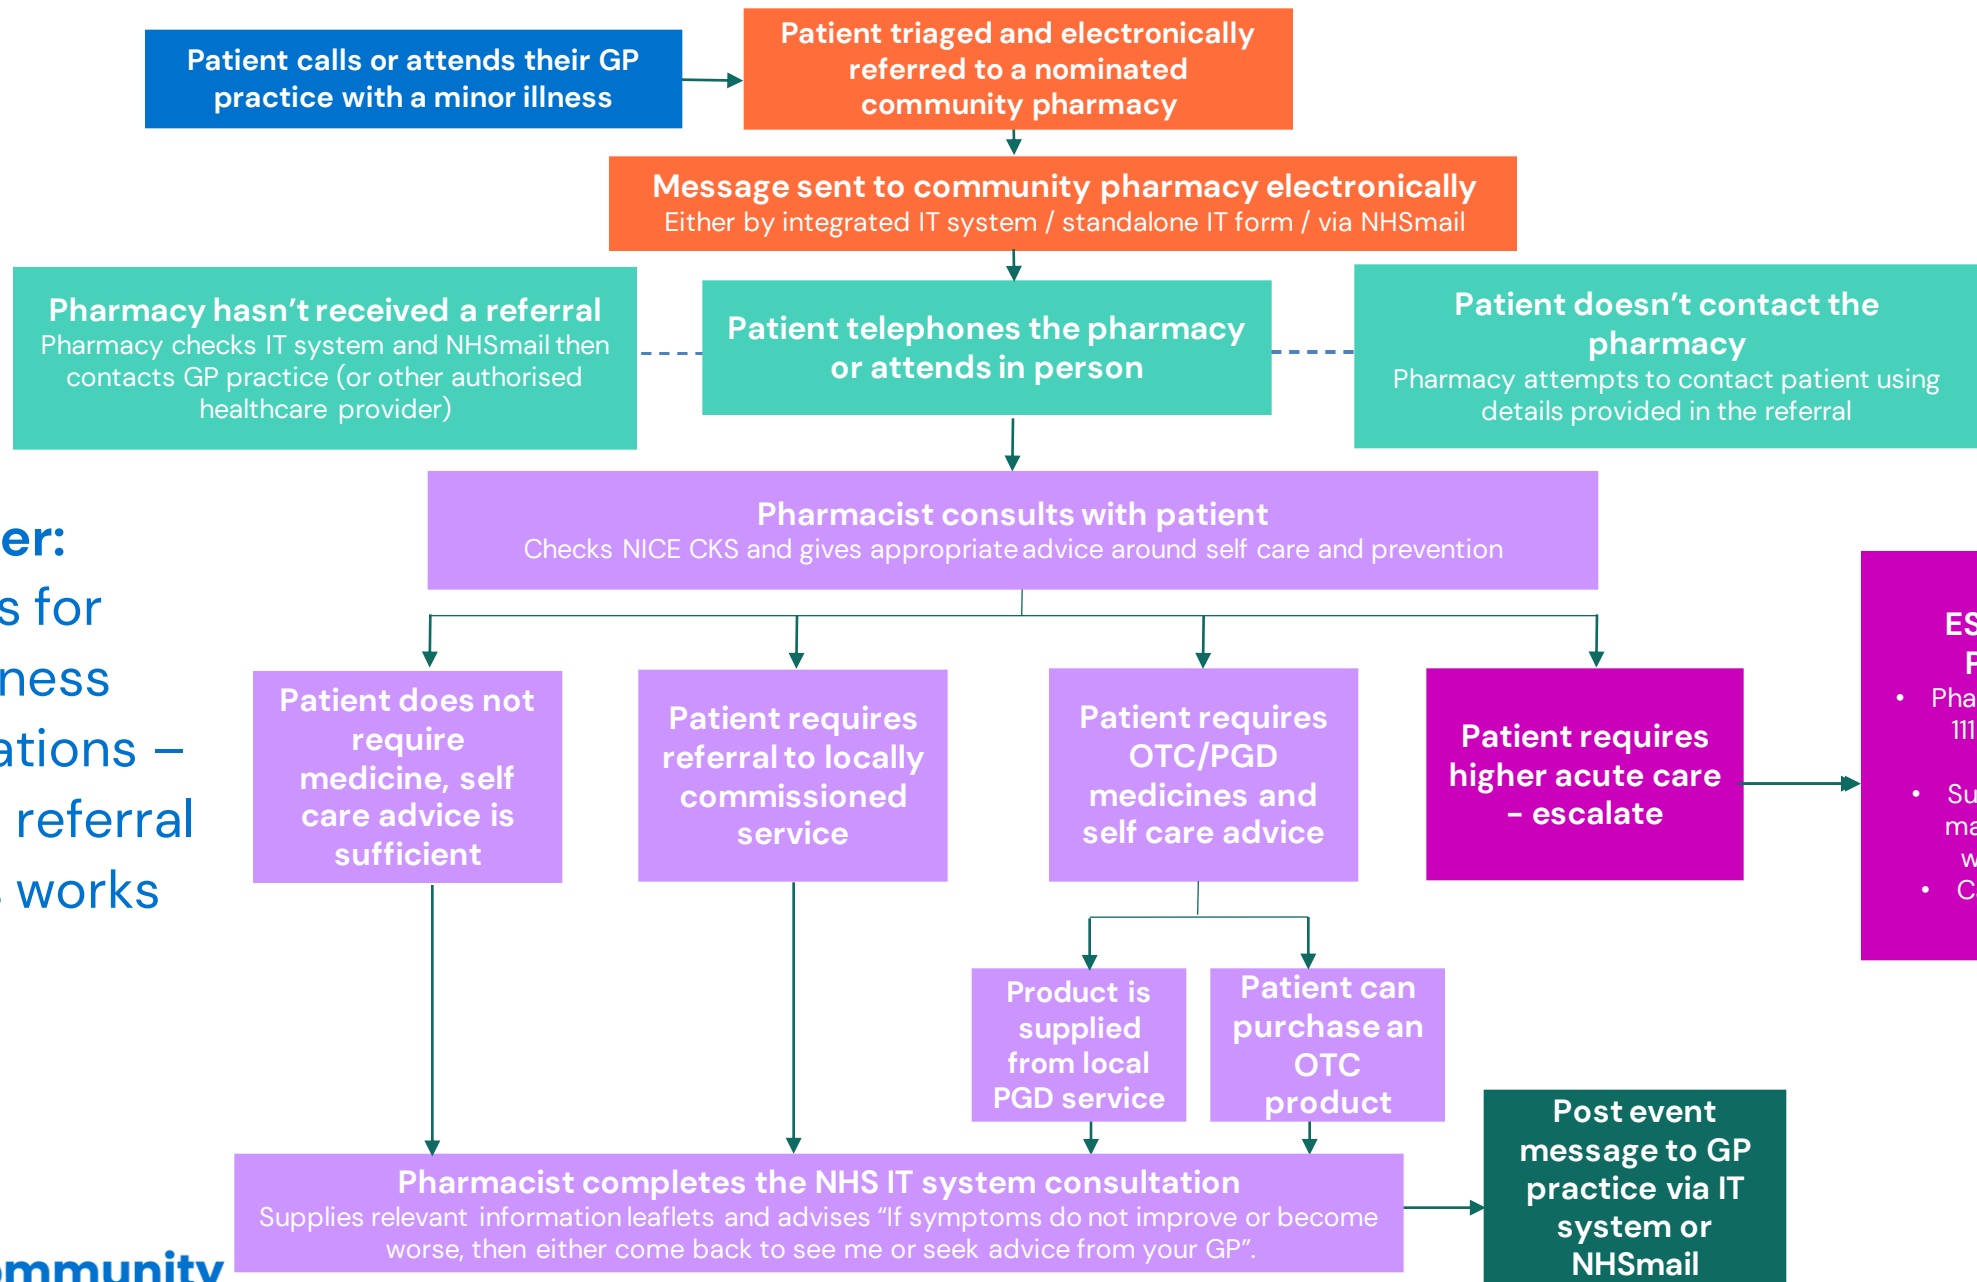 Patient calls or attends their GP
practice with a minor illness
Patient triaged and electronically
referred to a nominated
community pharmacy
Message sent to community pharmacy electronically
Either by integrated IT system / standalone IT form / via NHSmail
Pharmacy hasn't received a referral
Pharmacy checks IT system and NHSmail then
contacts GP practice (or other authorised
healthcare provider)
Patient telephones the pharmacy
or attends in person
Patient doesn't contact the
pharmacy
Pharmacy attempts to contact patient using
details provided in the referral
Pharmacist consults with patient
Checks NICE CKS and gives appropriate advice around self care and prevention
er:
s for
ness
ations –
referral
s works
Patient does not
require
medicine, self
care advice is
sufficient
Patient requires
referral to locally
commissioned
service
Patient requires
OTC/PGD
medicines and
self care advice
Patient requires
higher acute care
– escalate
ES
P
• Pha
111
• Su
ma
w
• Ca
Product is
supplied
from local
PGD service
Patient can
purchase an
OTC
product
Pharmacist completes the NHS IT system consultation
Supplies relevant information leaflets and advises “If symptoms do not improve or become
worse, then either come back to see me or seek advice from your GP”.
Post event
message to GP
practice via IT
system or
NHSmail
ommunity